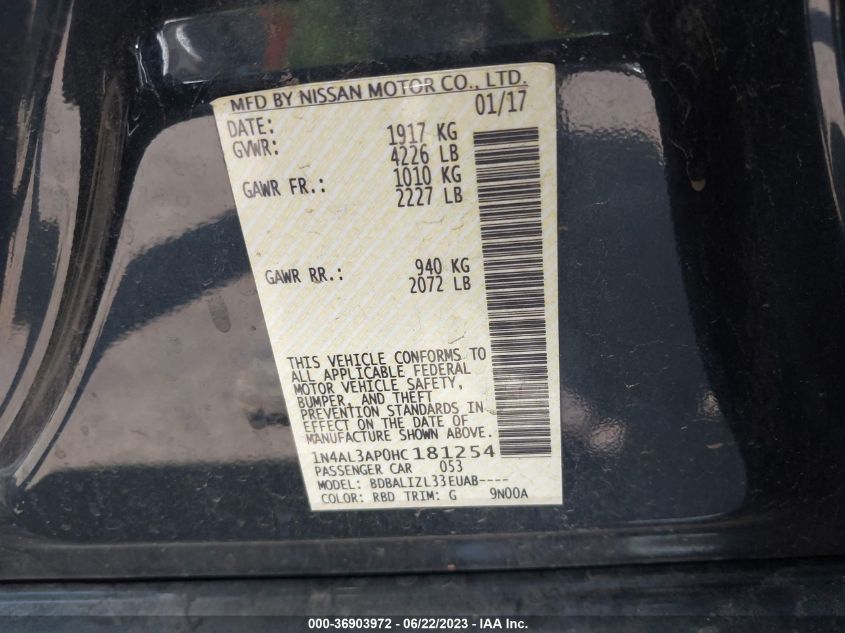 MFD BY NISSAN MOTOR CO., LTD.
DATE: 01/17
GVWR: 1917 KG
4226 LB
GAWR FR.: 1010 KG
2227 LB
GAWR RR.: 940 KG
2072 LB
THIS VEHICLE CONFORMS TO
ALL APPLICABLE FEDERAL
MOTOR VEHICLE SAFETY,
BUMPER, AND THEFT
PREVENTION STANDARDS IN
EFFECT ON THE DATE OF
MANUFACTURE SHOWN ABOVE.
1N4AL3AP0HC181254
PASSENGER CAR 053
MODEL: BDBALIZL33EUAB----
COLOR: RBD TRIM: G 9N00A
000-36903972 - 06/22/2023 - IAA Inc.